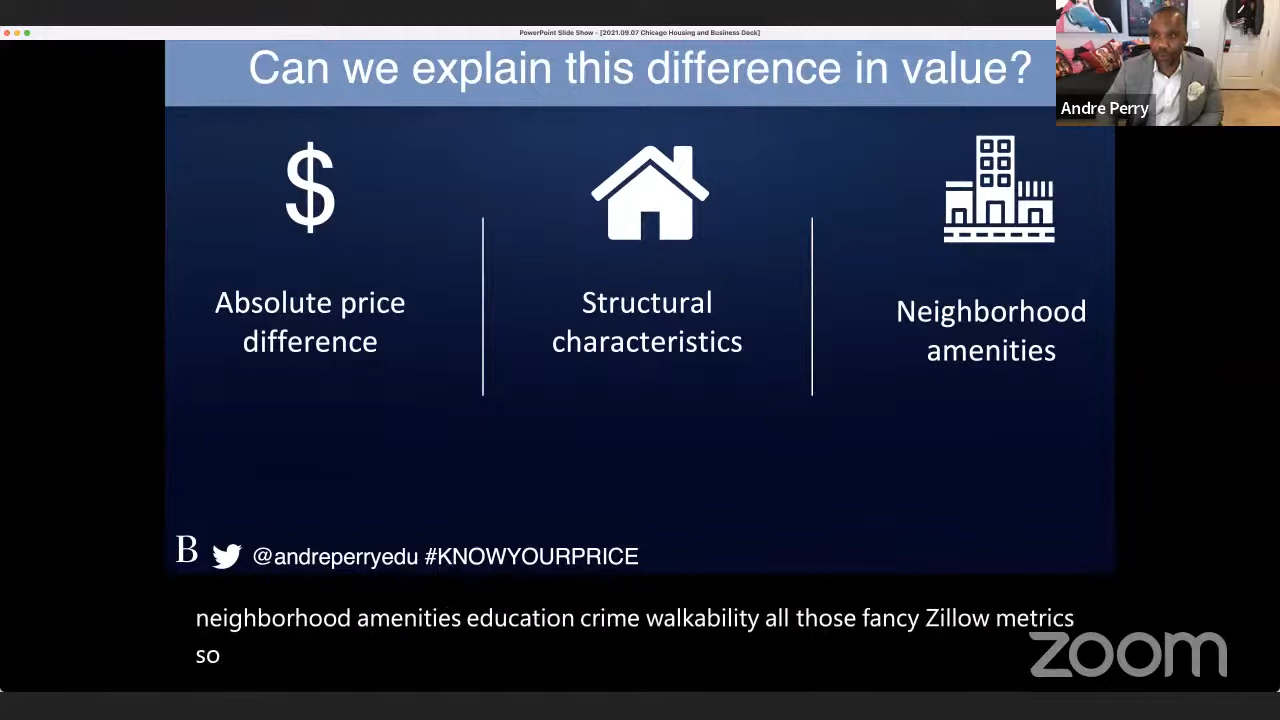 PowerPoint Slide Show - [2021.09.07 Chicago Housing and Business Deck]
Can we explain this difference in value?
Andre Perry
$
Absolute price
difference
Structural
characteristics
Neighborhood
amenities
B @andreperryedu #KNOWYOURPRICE
neighborhood amenities education crime walkability all those fancy Zillow metrics
so
zoom